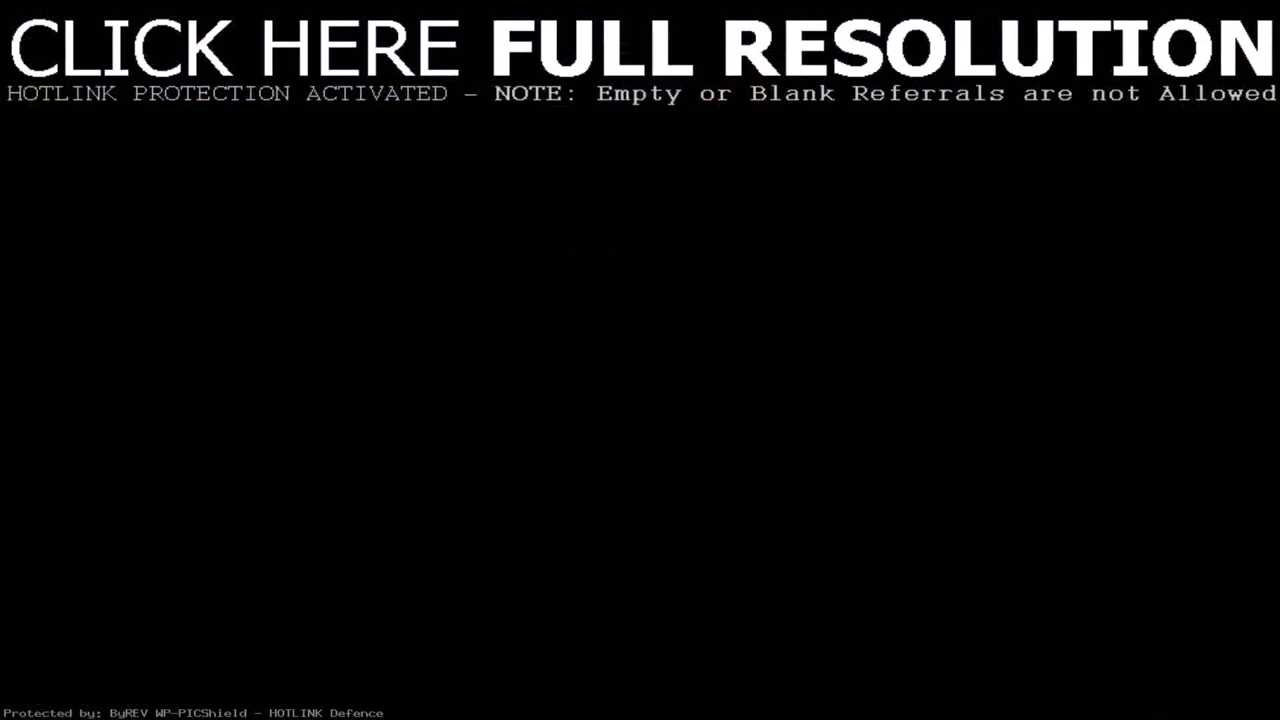 CLICK HERE FULL RESOLUTION
HOTLINK PROTECTION ACTIVATED - NOTE: Empty or Blank Referrals are not Allowed
Protected by: ByREV WP-PICShield - HOTLINK Defence